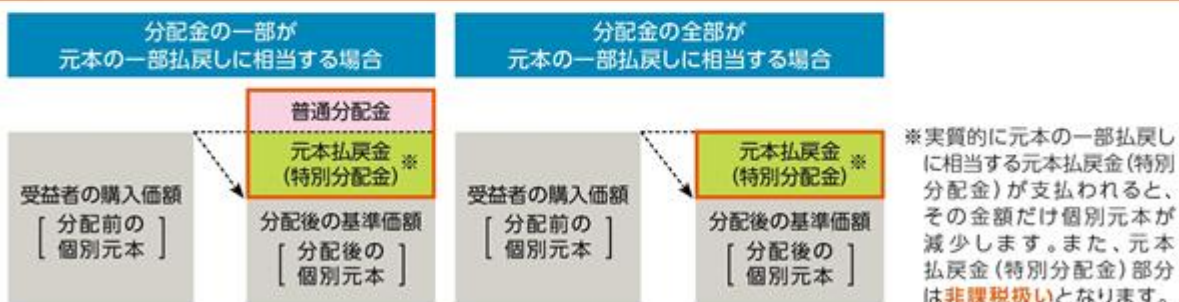 分配金の一部が
元本の一部払戻しに相当する場合
普通分配金
元本払戻金
(特別分配金)
※
受益者の購入価額
[ 分配前の
個別元本 ]
分配後の基準価額
[ 分配後の
個別元本 ]
分配金の全部が
元本の一部払戻しに相当する場合
元本払戻金
(特別分配金)
※
受益者の購入価額
[ 分配前の
個別元本 ]
分配後の基準価額
[ 分配後の
個別元本 ]
※実質的に元本の一部払戻し
に相当する元本払戻金(特別
分配金)が支払われると、
その金額だけ個別元本が
減少します。また、元本
払戻金(特別分配金)部分
は非課税扱いとなります。